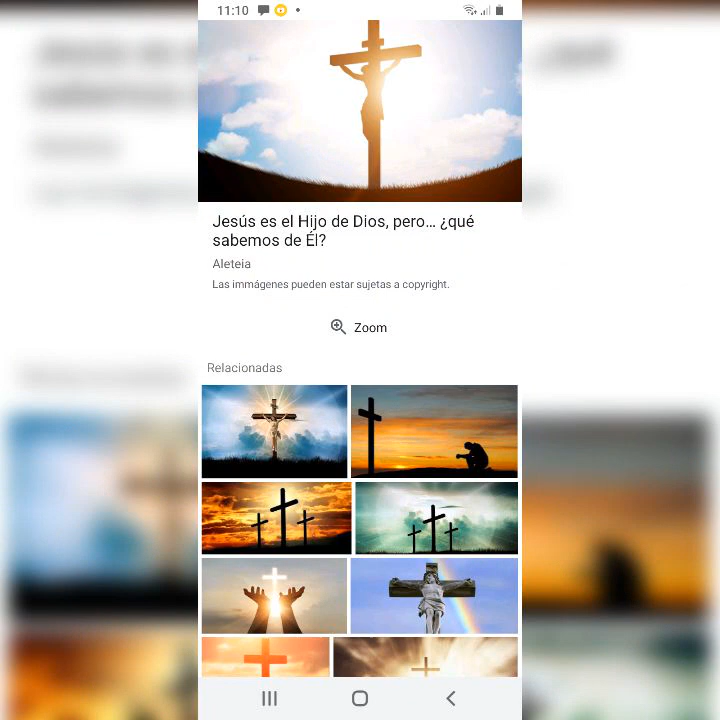 11:10
Jesús es el Hijo de Dios, pero... ¿qué
sabemos de Él?
Aleteia
Las immágenes pueden estar sujetas a copyright.
Zoom
Relacionadas